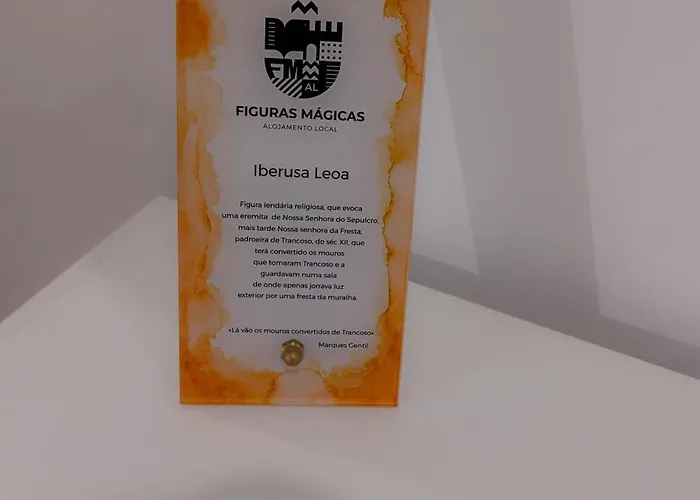 FM
AL
FIGURAS MÁGICAS
ALOJAMENTO LOCAL
Iberusa Leoa
Figura lendária religiosa, que evoca
uma eremita de Nossa Senhora do Sepulcro,
mais tarde Nossa senhora da Fresta,
padroeira de Trancoso, do séc XII, que
terá convertido os mouros
que tomaram Trancoso e a
guardavam numa sala
de onde apenas jorrava luz
exterior por uma fresta da muralha.
«Lá vão os mouros convertidos de Trancoso»
Marques Gentil